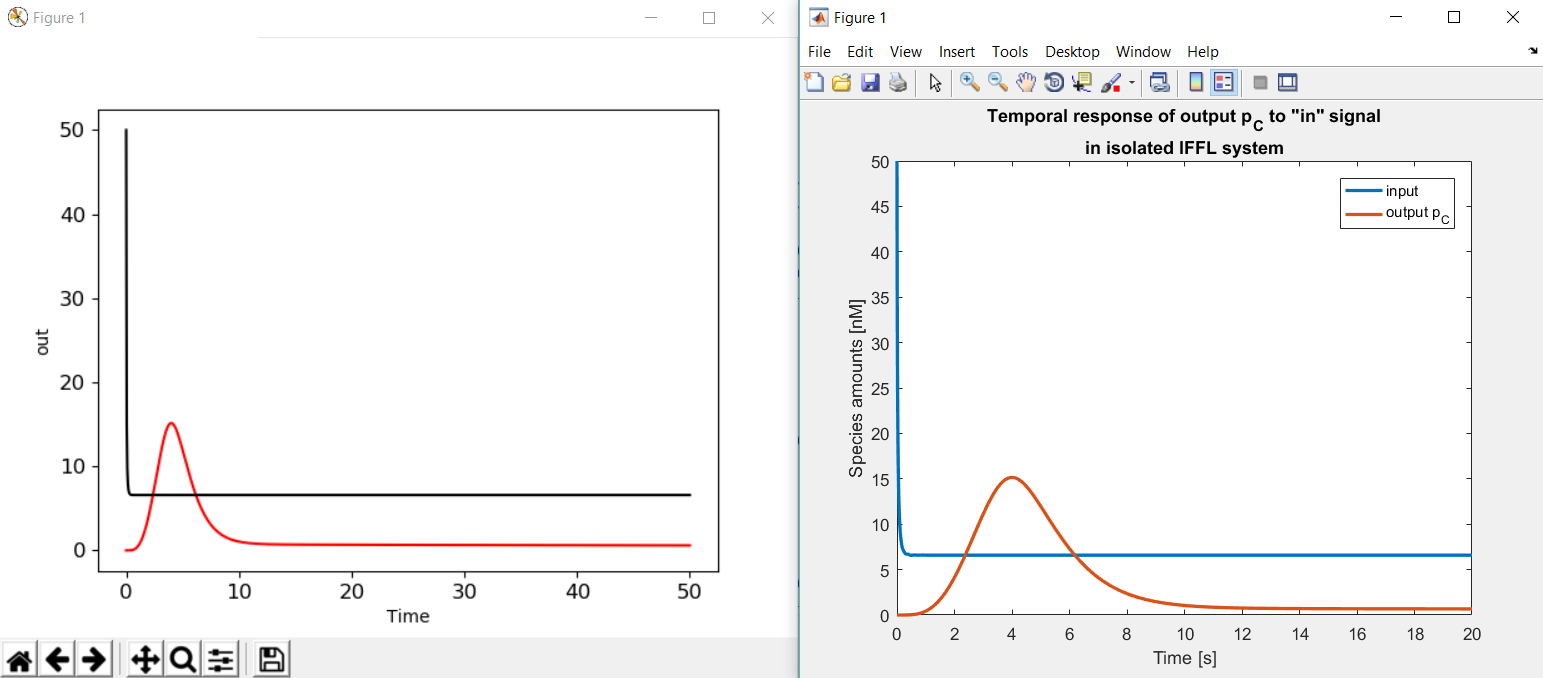 Figure 1
50
40
30
20
10
0
out
0 10 20 30 40 50
Time
Figure 1
File Edit View Insert Tools Desktop Window Help
Temporal response of output pC to "in" signal
in isolated IFFL system
50
45
40
35
30
25
20
15
10
5
0
Species amounts [nM]
input
output pC
0 2 4 6 8 10 12 14 16 18 20
Time [s]